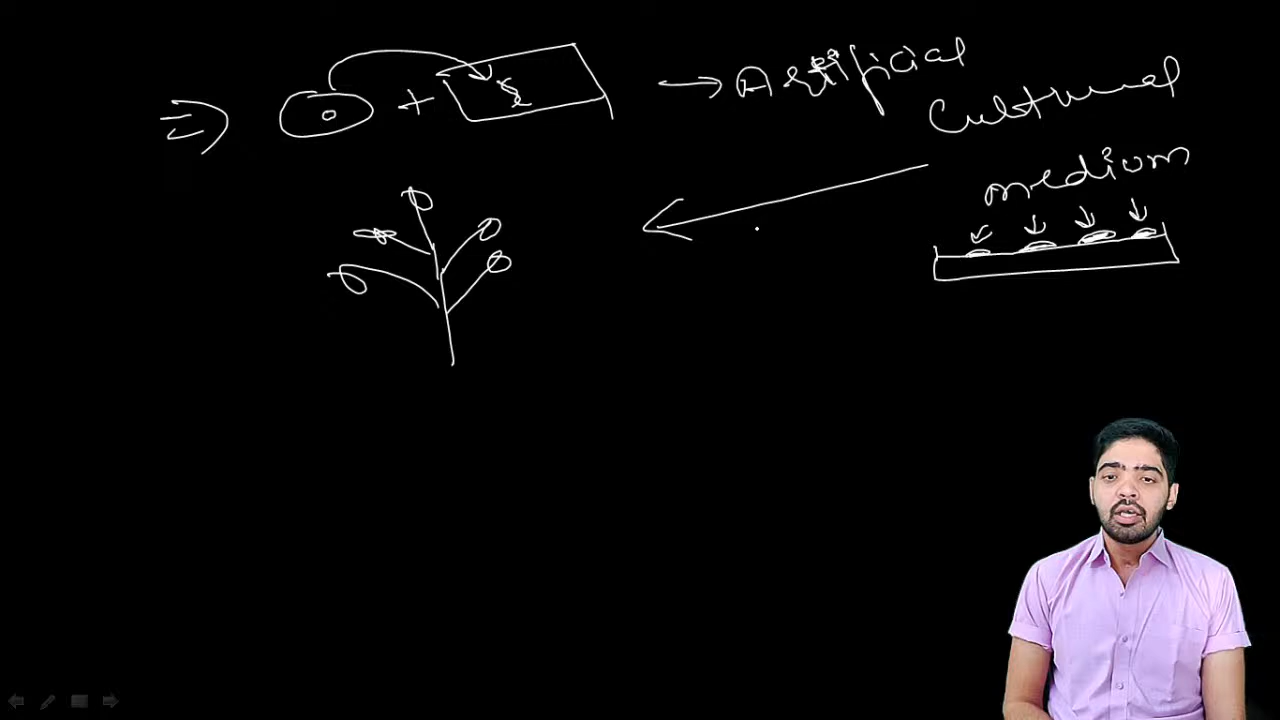 ⇒ + → Artificial
Cultural
medium